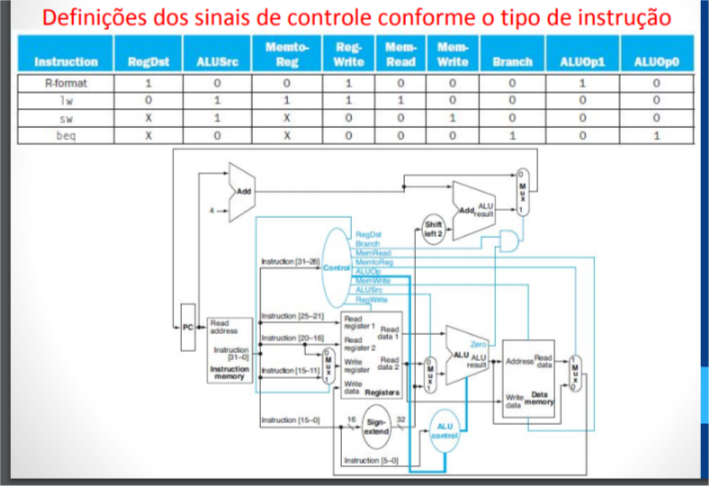 Definições dos sinais de controle conforme o tipo de instrução
Instruction RegDst ALUSrc Memto-Reg Reg-Write Mem-Read Mem-Write Branch ALUOp1 ALUOp0
R-format 1 0 0 1 0 0 0 1 0
lw 0 1 1 1 1 0 0 0 0
sw X 1 X 0 0 1 0 0 0
beq X 0 X 0 0 0 1 0 1
0
M
u
x
1
Add
4
Add ALU
result
Shift
left 2
RegDst
Branch
MemRead
MemtoReg
ALUOp
MemWrite
ALUSrc
RegWrite
Instruction [31–26]
Control
PC
Read
address
Instruction
[31–0]
Instruction
memory
Instruction [25–21]
Instruction [20–16]
Instruction [15–11]
0
M
u
x
1
Read
register 1
Read
register 2
Write
register
Write
data
Read
data 1
Read
data 2
Registers
0
M
u
x
1
Zero
ALU ALU
result
Address
Read
data
Write
data
Data
memory
1
M
u
x
0
Instruction [15–0]
16
Sign-
extend
32
ALU
control
Instruction [5–0]